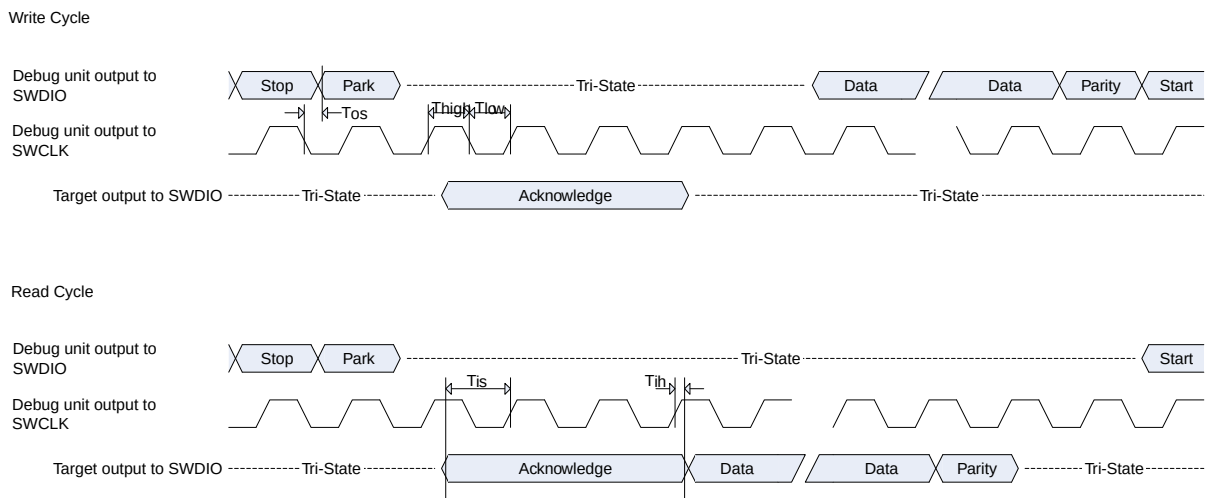 Write Cycle
Debug unit output to
SWDIO
Stop
Park
Tri-State
Data
Data
Parity
Start
Tos
Thigh
Tlow
Debug unit output to
SWCLK
Target output to SWDIO
Tri-State
Acknowledge
Tri-State
Read Cycle
Debug unit output to
SWDIO
Stop
Park
Tri-State
Start
Tis
Tih
Debug unit output to
SWCLK
Target output to SWDIO
Tri-State
Acknowledge
Data
Data
Parity
Tri-State